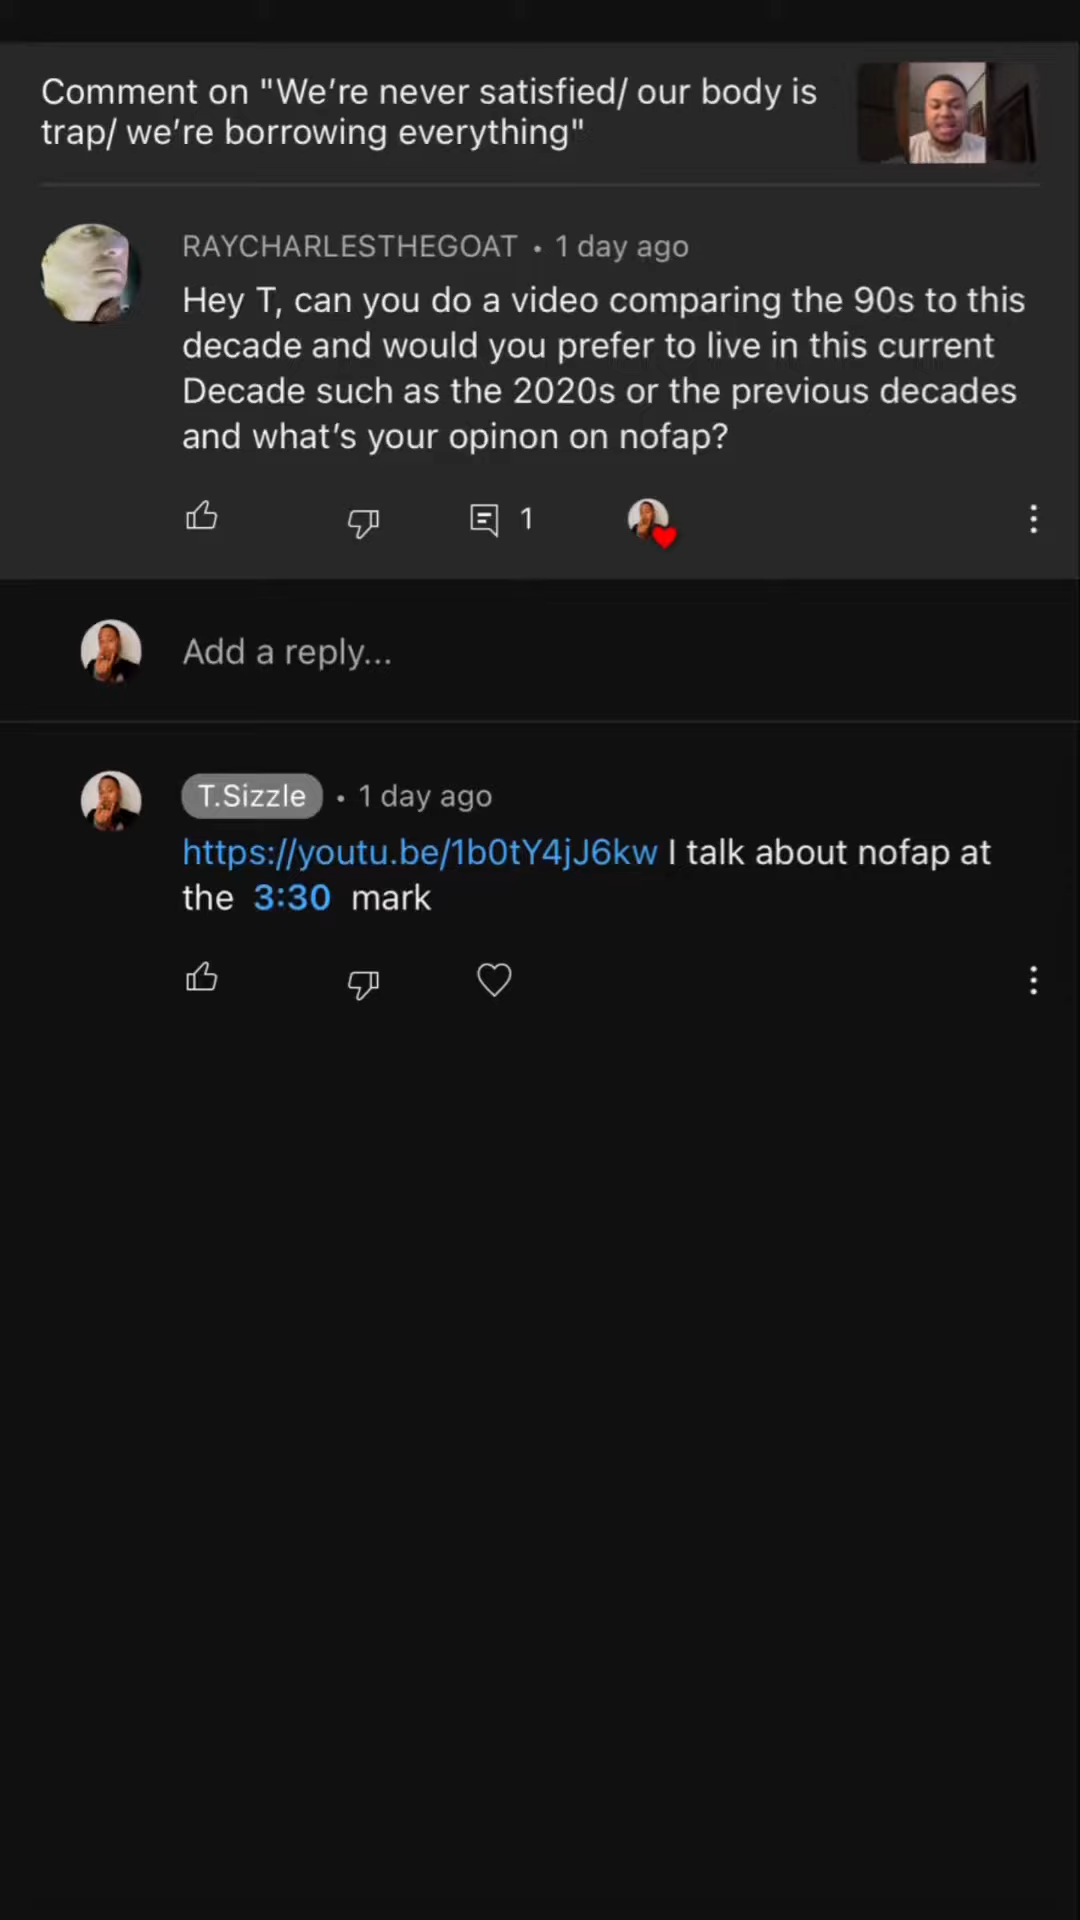 Comment on "We're never satisfied/ our body is
trap/ we're borrowing everything"
RAYCHARLESTHEGOAT • 1 day ago
Hey T, can you do a video comparing the 90s to this
decade and would you prefer to live in this current
Decade such as the 2020s or the previous decades
and what's your opinon on nofap?
1
Add a reply...
T.Sizzle • 1 day ago
https://youtu.be/1b0tY4jJ6kw I talk about nofap at
the 3:30 mark